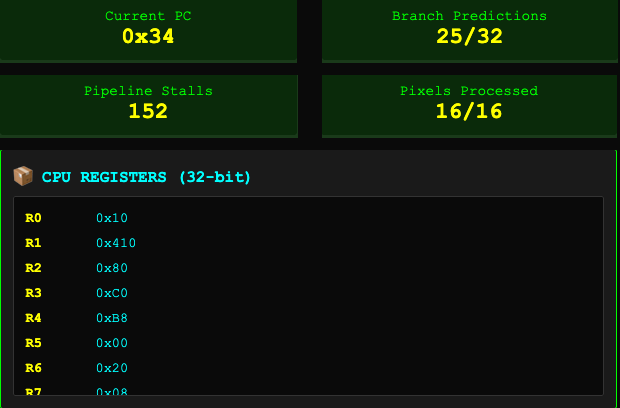 Current PC
0x34
Branch Predictions
25/32
Pipeline Stalls
152
Pixels Processed
16/16
CPU REGISTERS (32-bit)
R0 0x10
R1 0x410
R2 0x80
R3 0xC0
R4 0xB8
R5 0x00
R6 0x20
R7 0x08